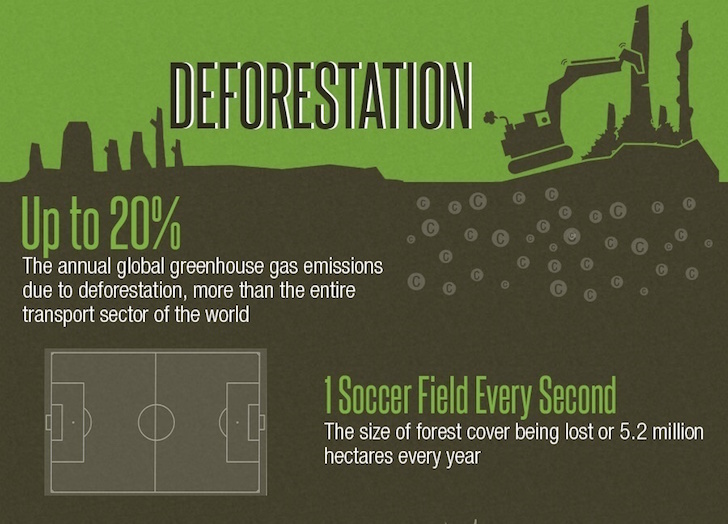 DEFORESTATION
Up to 20%
The annual global greenhouse gas emissions
due to deforestation, more than the entire
transport sector of the world
1 Soccer Field Every Second
The size of forest cover being lost or 5.2 million
hectares every year